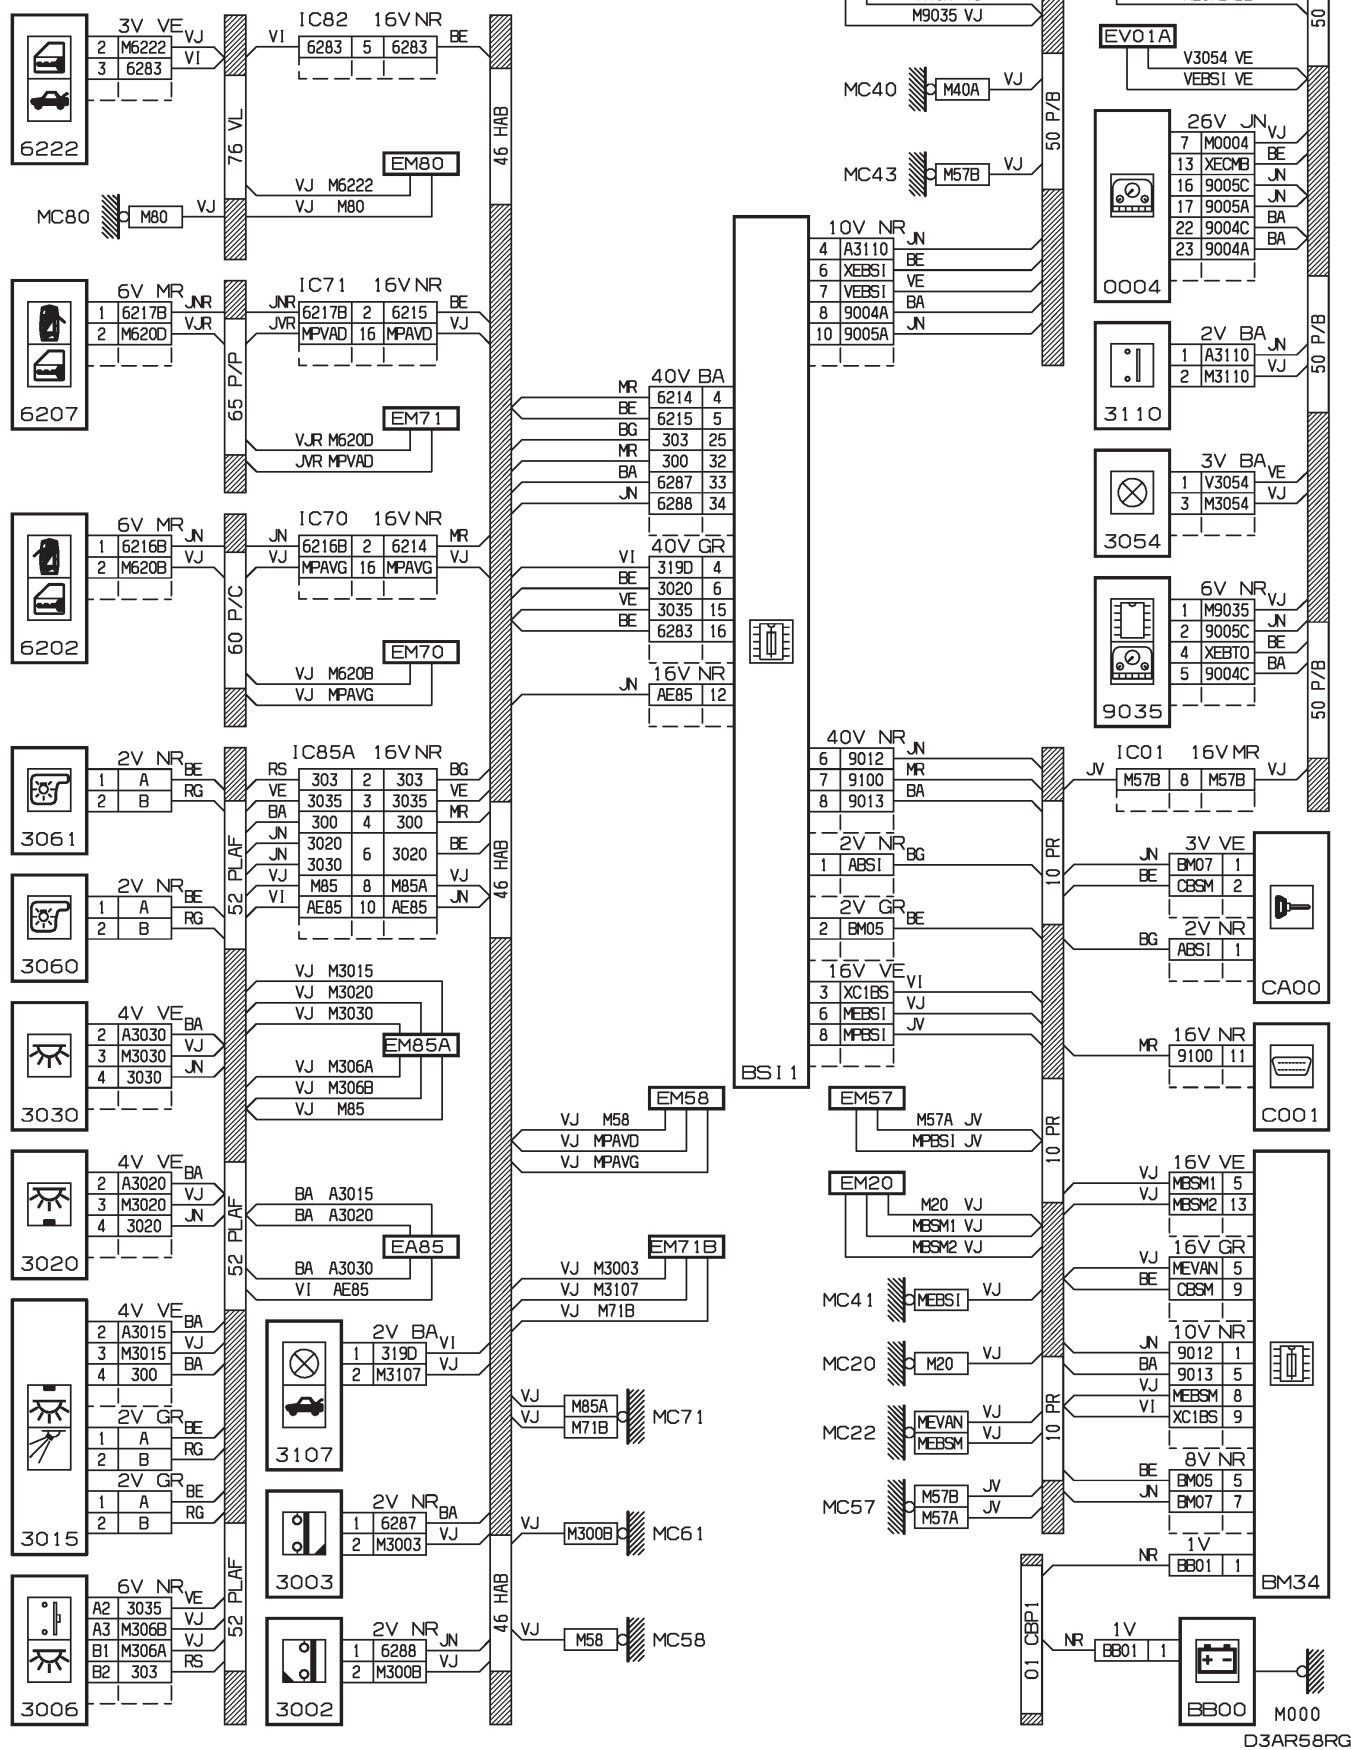 3V VE
2 M6222 VJ
3 6283 VI
6222
MC80
M80 VJ
76 VL
IC82 16V NR
VI 6283 5 6283 BE
EM80
VJ M6222
VJ M80
46 HAB
6V MR
1 6217B JNR
2 M620D VJR
6207
65 P/P
IC71 16V NR
JNR 6217B 2 6215 BE
JVR MPVAD 16 MPAVD VJ
EM71
VJR M620D
JVR MPVAD
6V MR
1 6216B JN
2 M620B VJ
6202
60 P/C
IC70 16V NR
JN 6216B 2 6214 MR
VJ MPAVG 16 MPAVG VJ
EM70
VJ M620B
VJ MPAVG
2V NR
1 A BE
2 B RG
3061
2V NR
1 A BE
2 B RG
3060
52 PLAF
IC85A 16V NR
RS 303 2 303 BG
VE 3035 3 3035 VE
BA 300 4 300 MR
JN 3020
6 3020 BE
JN 3030
VJ M85 8 M85A VJ
VI AE85 10 AE85 JN
46 HAB
4V VE
2 A3030 BA
3 M3030 VJ
4 3030 JN
3030
VJ M3015
VJ M3020
VJ M3030
EM85A
VJ M306A
VJ M306B
VJ M85
4V VE
2 A3020 BA
3 M3020 VJ
4 3020 JN
3020
52 PLAF
BA A3015
BA A3020
EA85
BA A3030
VI AE85
4V VE
2 A3015 BA
3 M3015 VJ
4 300 BA
2V GR
1 A BE
2 B RG
2V GR
1 A BE
2 B RG
3015
6V NR
A2 3035 VE
A3 M306B VJ
B1 M306A VJ
B2 303 RS
3006
52 PLAF
2V BA
1 319D VI
2 M3107 VJ
3107
2V NR
1 6287 BA
2 M3003 VJ
3003
2V NR
1 6288 JN
2 M300B VJ
3002
46 HAB
40V BA
MR 6214 4
BE 6215 5
BG 303 25
MR 300 32
BA 6287 33
JN 6288 34
40V GR
VI 319D 4
BE 3020 6
VE 3035 15
BE 6283 16
16V NR
JN AE85 12
BSI1
EM58
VJ M58
VJ MPAVD
VJ MPAVG
EM71B
VJ M3003
VJ M3107
VJ M71B
VJ M85A
VJ M71B
MC71
VJ M300B MC61
VJ M58 MC58
M9035 VJ
MC40 M40A VJ
MC43 M57B VJ
50 P/B
10V NR
4 A3110 JN
6 XEBSI BE
7 VEBSI VE
8 9004A BA
10 9005A JN
40V NR
6 9012 JN
7 9100 MR
8 9013 BA
2V NR
1 ABSI BG
2V GR
2 BM05 BE
16V VE
3 XC1BS VI
6 MEBSI VJ
8 MPBSI JV
10 PR
EM57
M57A JV
MPBSI JV
10 PR
EM20
M20 VJ
MBSM1 VJ
MBSM2 VJ
MC41 MEBSI VJ
MC20 M20 VJ
MC22
MEVAN VJ
MEBSM VJ
10 PR
MC57
M57B JV
M57A JV
50
EV01A
V3054 VE
VEBSI VE
26V JN
7 M0004 VJ
13 XECMB BE
16 9005C JN
17 9005A JN
22 9004C BA
23 9004A BA
0004
2V BA
1 A3110 JN
2 M3110 VJ
3110
50 P/B
3V BA
1 V3054 VE
3 M3054 VJ
3054
6V NR
1 M9035 VJ
2 9005C JN
4 XEBTO BE
5 9004C BA
9035
50 P/B
IC01 16V MR
JV M57B 8 M57B VJ
3V VE
JN BM07 1
BE CBSM 2
2V NR
BG ABSI 1
CA00
16V NR
MR 9100 11
C001
16V VE
VJ MBSM1 5
VJ MBSM2 13
16V GR
VJ MEVAN 5
BE CBSM 9
10V NR
JN 9012 1
BA 9013 5
VJ MEBSM 8
VI XC1BS 9
8V NR
BE BM05 5
JN BM07 7
1V
NR BB01 1
BM34
01 CBP1
1V
NR BB01 1
BB00
M000
D3AR58RG